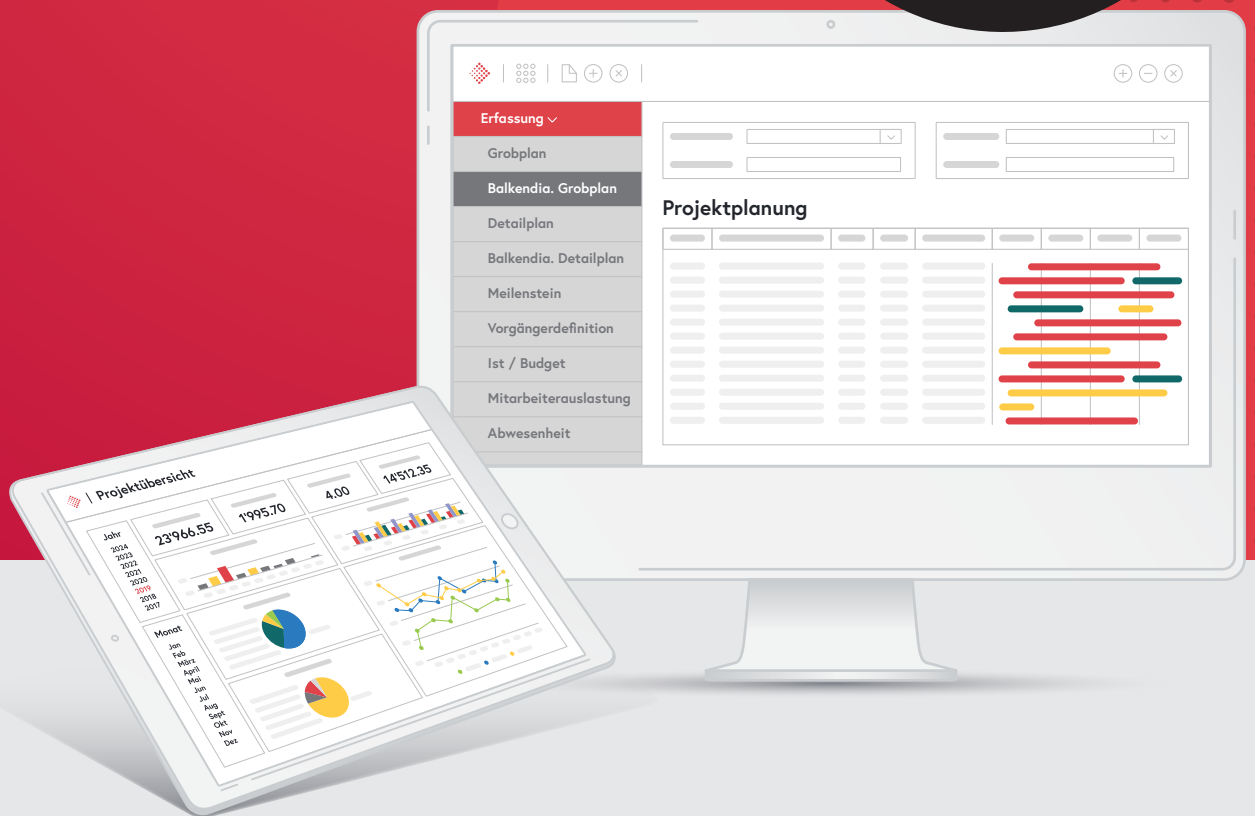 Erfassung
Grobplan
Balkendia. Grobplan
Detailplan
Balkendia. Detailplan
Meilenstein
Vorgängerdefinition
Ist / Budget
Mitarbeiterauslastung
Abwesenheit
Projektplanung
Projektübersicht
23'966.55
1'995.70
4.00
14'512.35
Jahr
2024
2023
2022
2021
2020
2019
2018
2017
Monat
Jan
Feb
März
April
Mai
Jun
Jul
Aug
Sept
Okt
Nov
Dez